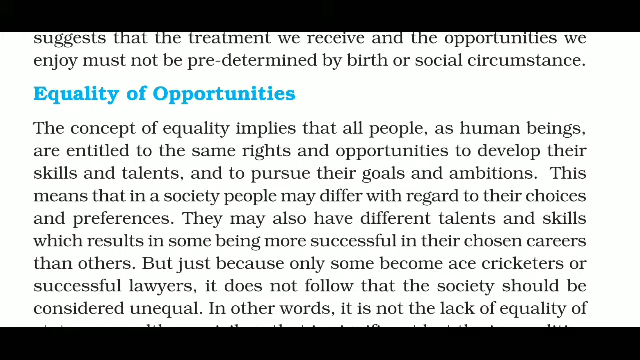 suggests that the treatment we receive and the opportunities we
enjoy must not be pre-determined by birth or social circumstance.
Equality of Opportunities
The concept of equality implies that all people, as human beings,
are entitled to the same rights and opportunities to develop their
skills and talents, and to pursue their goals and ambitions. This
means that in a society people may differ with regard to their choices
and preferences. They may also have different talents and skills
which results in some being more successful in their chosen careers
than others. But just because only some become ace cricketers or
successful lawyers, it does not follow that the society should be
considered unequal. In other words, it is not the lack of equality of